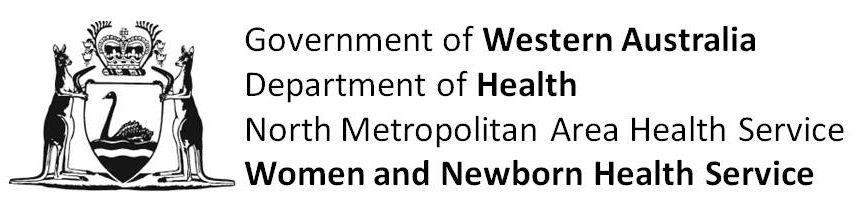 Government of Western Australia
Department of Health
North Metropolitan Area Health Service
Women and Newborn Health Service